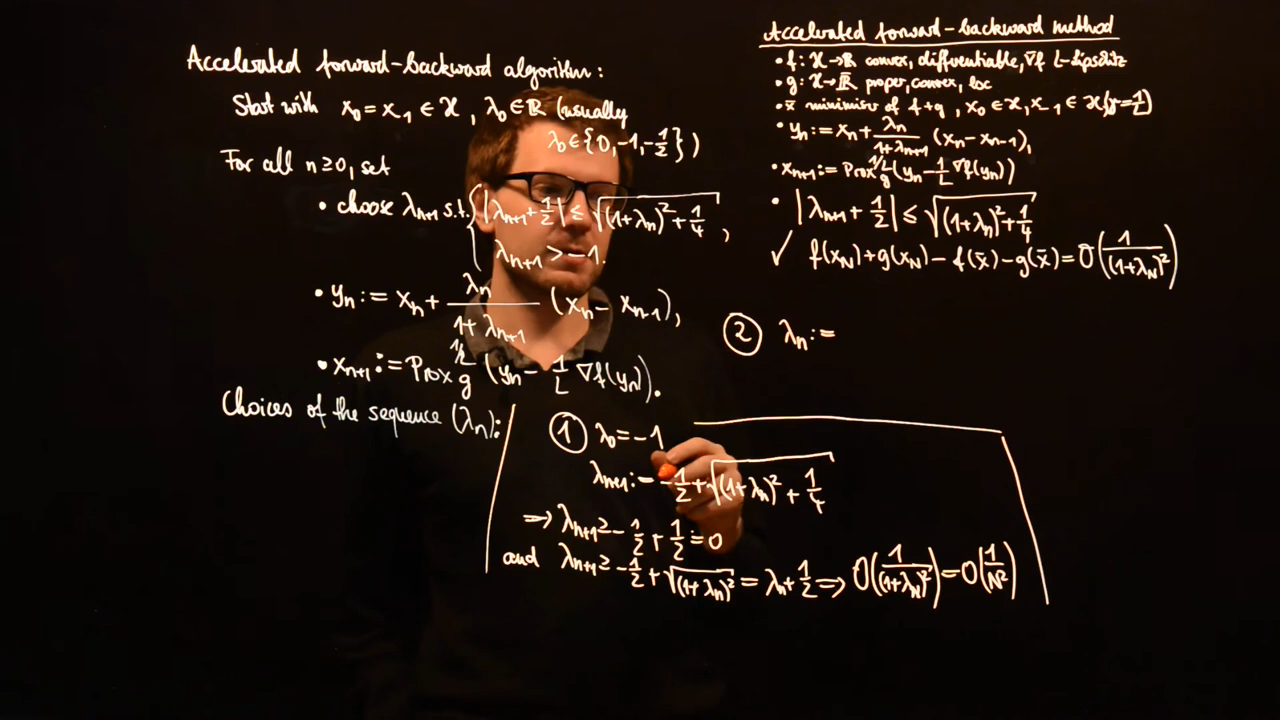 Accelerated forward-backward algorithm:
Start with x₀ = x₋₁ ∈ ℋ, λ₀ ∈ ℝ (usually
λ₀ ∈ {0, -1, -1/2})
For all n ≥ 0, set
• choose λₙ₊₁ s.t. { |λₙ₊₁ + 1/2| ≤ √((1+λₙ)² + 1/4),
λₙ₊₁ > -1.
• yₙ := xₙ + λₙ/(1+λₙ₊₁) (xₙ - xₙ₋₁),
• xₙ₊₁ := Prox_g^{1/L} (yₙ - 1/L ∇f(yₙ)).
Choices of the sequence (λₙ):
① λ₀ = -1
λₙ₊₁ := -1/2 + √((1+λₙ)² + 1/4)
⇒ λₙ₊₁ ≥ -1/2 + 1/2 = 0
and λₙ₊₁ ≥ -1/2 + √((1+λₙ)²) = λₙ + 1/2 ⇒ O(1/(1+λ_N)²) = O(1/N²)
Accelerated forward-backward method
• f: ℋ → ℝ convex, differentiable, ∇f L-Lipschitz
• g: ℋ → ℝ̄ proper, convex, lsc
• x̄ minimiser of f+g, x₀ ∈ ℋ, x₋₁ ∈ ℋ (γ = 1/L)
• yₙ := xₙ + λₙ/(1+λₙ₊₁) (xₙ - xₙ₋₁),
• xₙ₊₁ := Prox_g^{1/L} (yₙ - 1/L ∇f(yₙ))
• |λₙ₊₁ + 1/2| ≤ √((1+λₙ)² + 1/4)
✓ f(x_N) + g(x_N) - f(x̄) - g(x̄) = O(1/(1+λ_N)²)
② λₙ :=